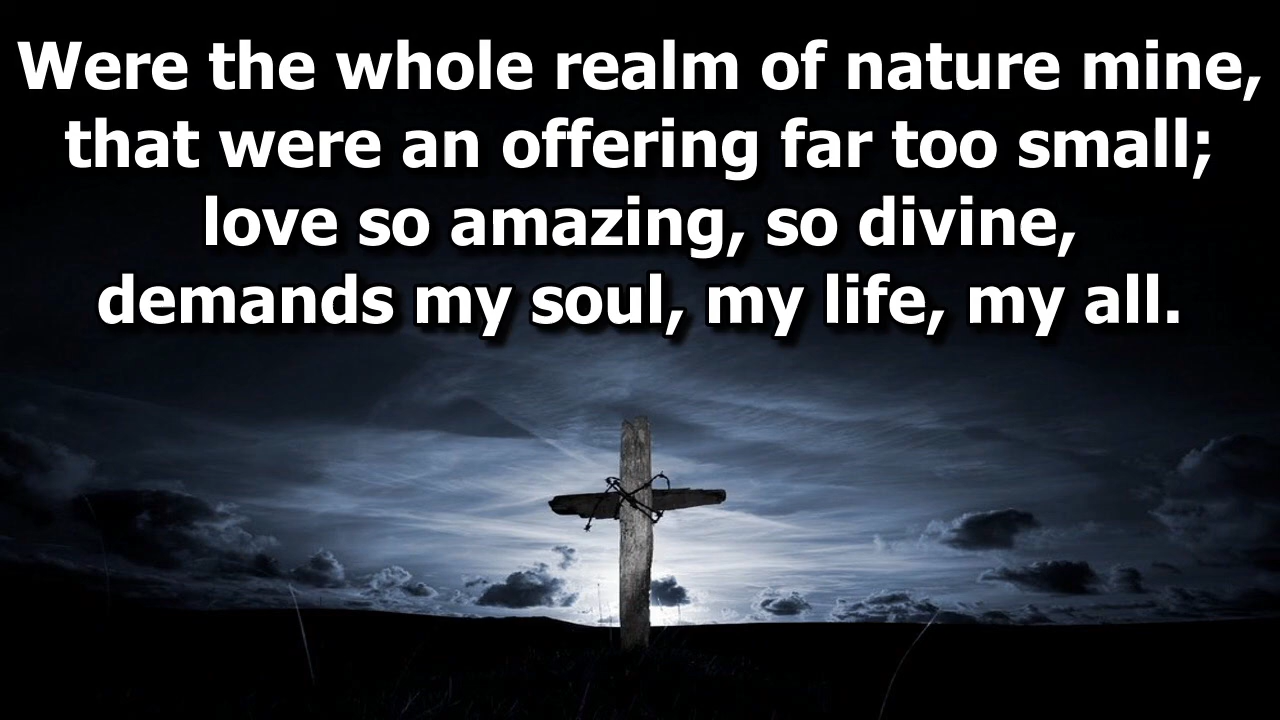 Were the whole realm of nature mine,
that were an offering far too small;
love so amazing, so divine,
demands my soul, my life, my all.